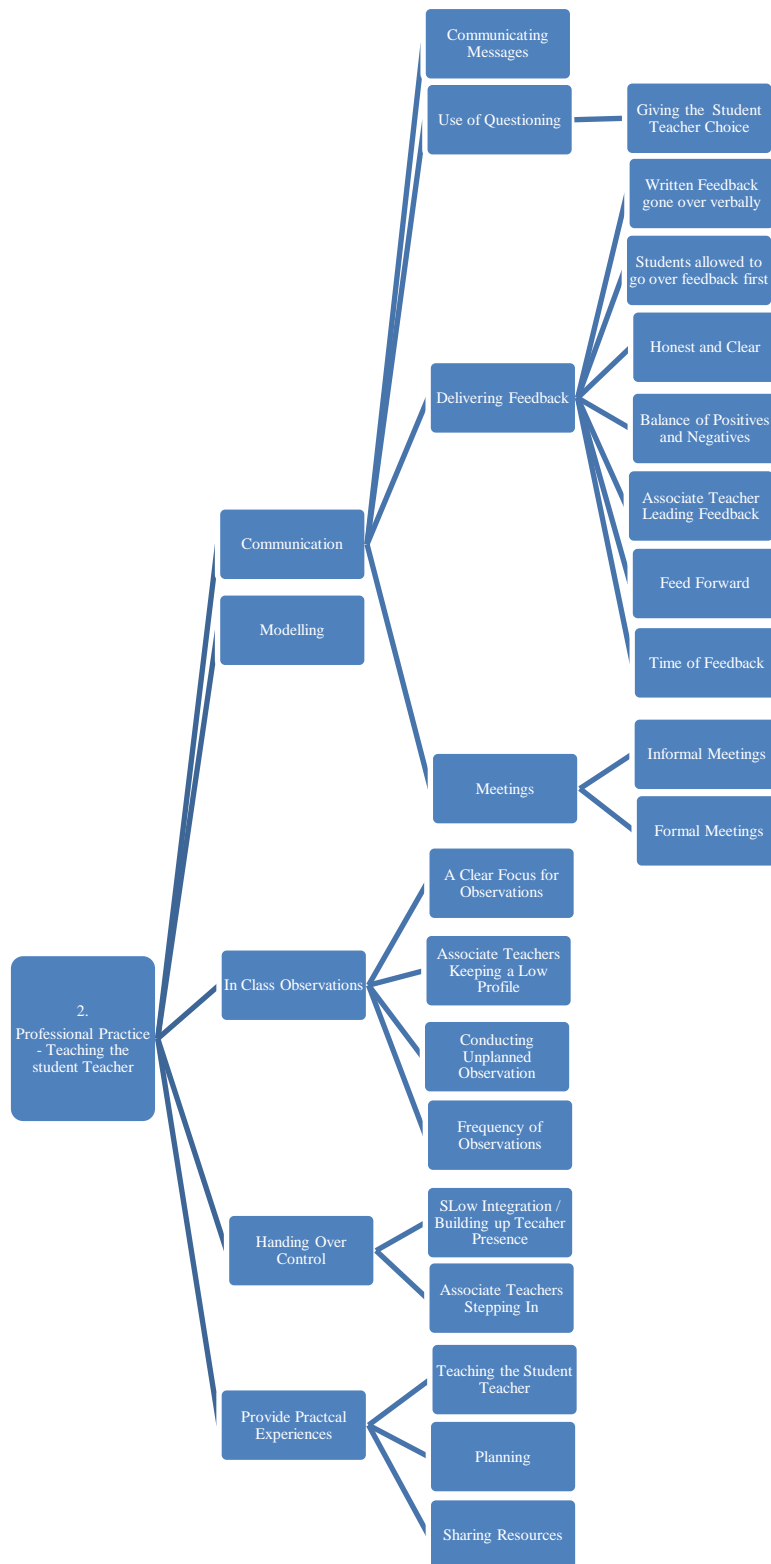 Communicating
Messages
Use of Questioning
Giving the Student
Teacher Choice
Written Feedback
gone over verbally
Students allowed to
go over feedback first
Honest and Clear
Delivering Feedback
Balance of Positives
and Negatives
Associate Teacher
Leading Feedback
Communication
Feed Forward
Modelling
Time of Feedback
Informal Meetings
Meetings
Formal Meetings
A Clear Focus for
Observations
In Class Observations
Associate Teachers
Keeping a Low
Profile
2.
Professional Practice
- Teaching the
student Teacher
Conducting
Unplanned
Observation
Frequency of
Observations
SLow Integration /
Building up Tecaher
Presence
Handing Over
Control
Associate Teachers
Stepping In
Teaching the Student
Teacher
Provide Practcal
Experiences
Planning
Sharing Resources